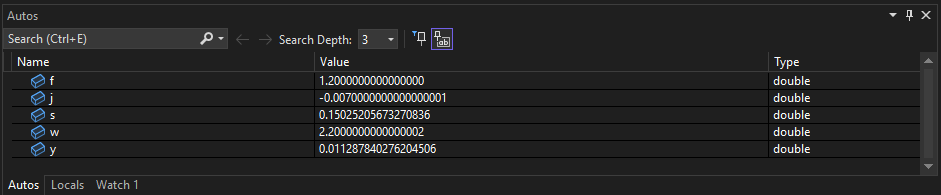 Autos
Search (Ctrl+E) Search Depth: 3
Name Value Type
f 1.2000000000000000 double
j -0.0070000000000000001 double
s 0.15025205673270836 double
w 2.2000000000000002 double
y 0.011287840276204506 double
Autos Locals Watch 1